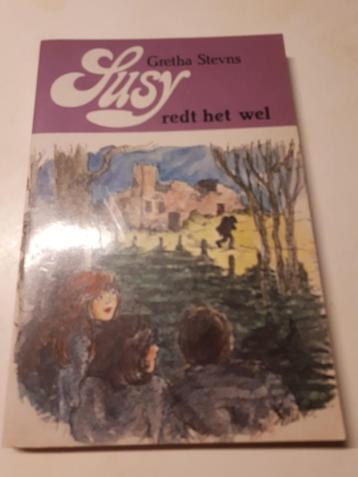 Gretha Stevns
Susy
redt het wel